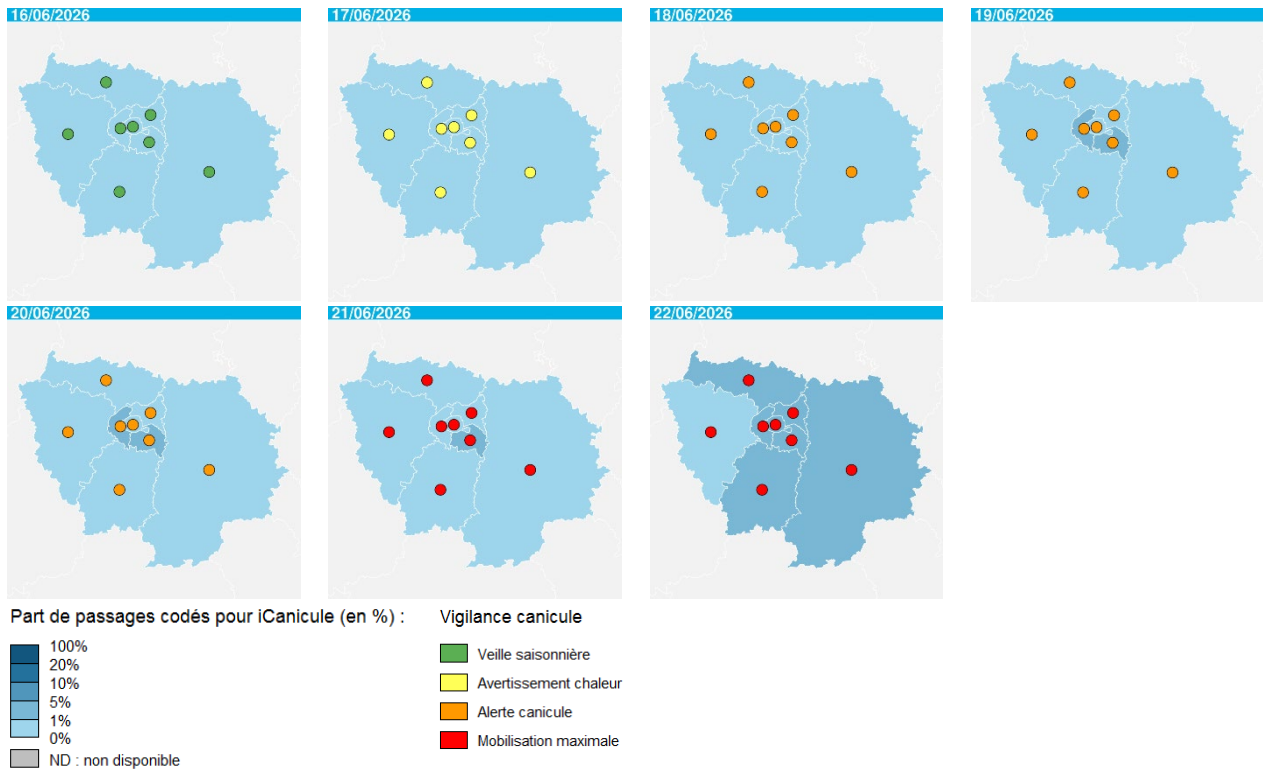 16/06/2026
17/06/2026
18/06/2026
19/06/2026
20/06/2026
21/06/2026
22/06/2026
Part de passages codés pour iCanicule (en %) :
100%
20%
10%
5%
1%
0%
ND : non disponible
Vigilance canicule
Veille saisonnière
Avertissement chaleur
Alerte canicule
Mobilisation maximale